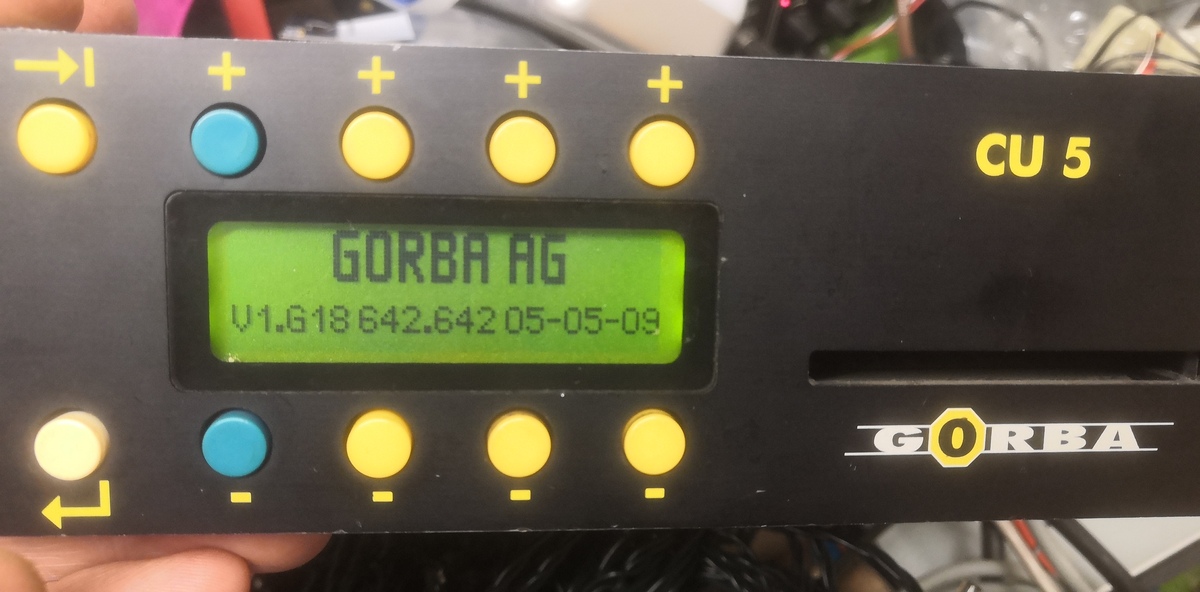 + + + +
CU 5
GORBA AG
V1.G18 642.642 05-05-09
GORBA
- - - -